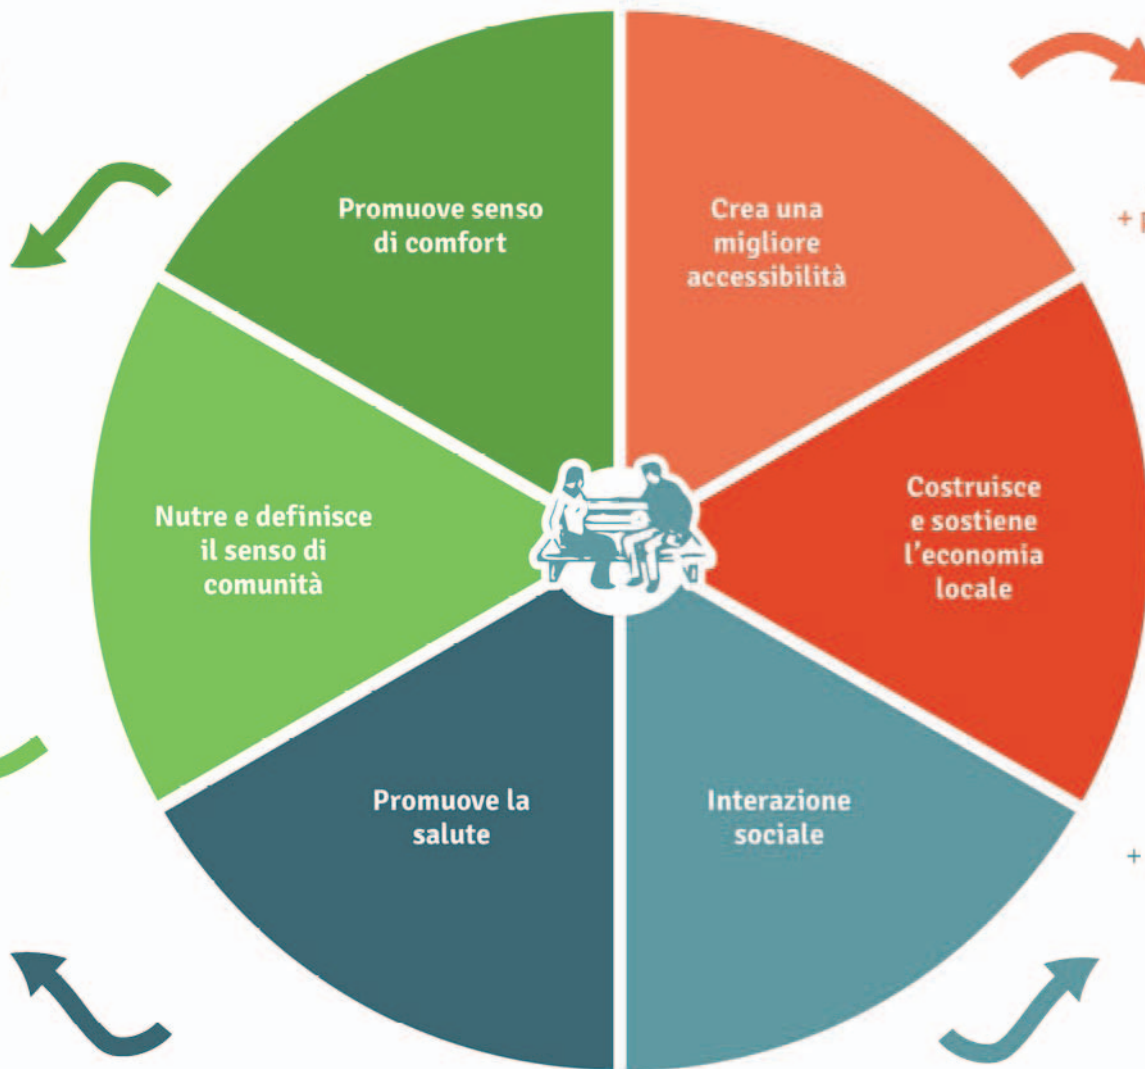 Promuove senso
di comfort
Crea una
migliore
accessibilità
Nutre e definisce
il senso di
comunità
Costruisce
e sostiene
l'economia
locale
Promuove la
salute
Interazione
sociale
+
+